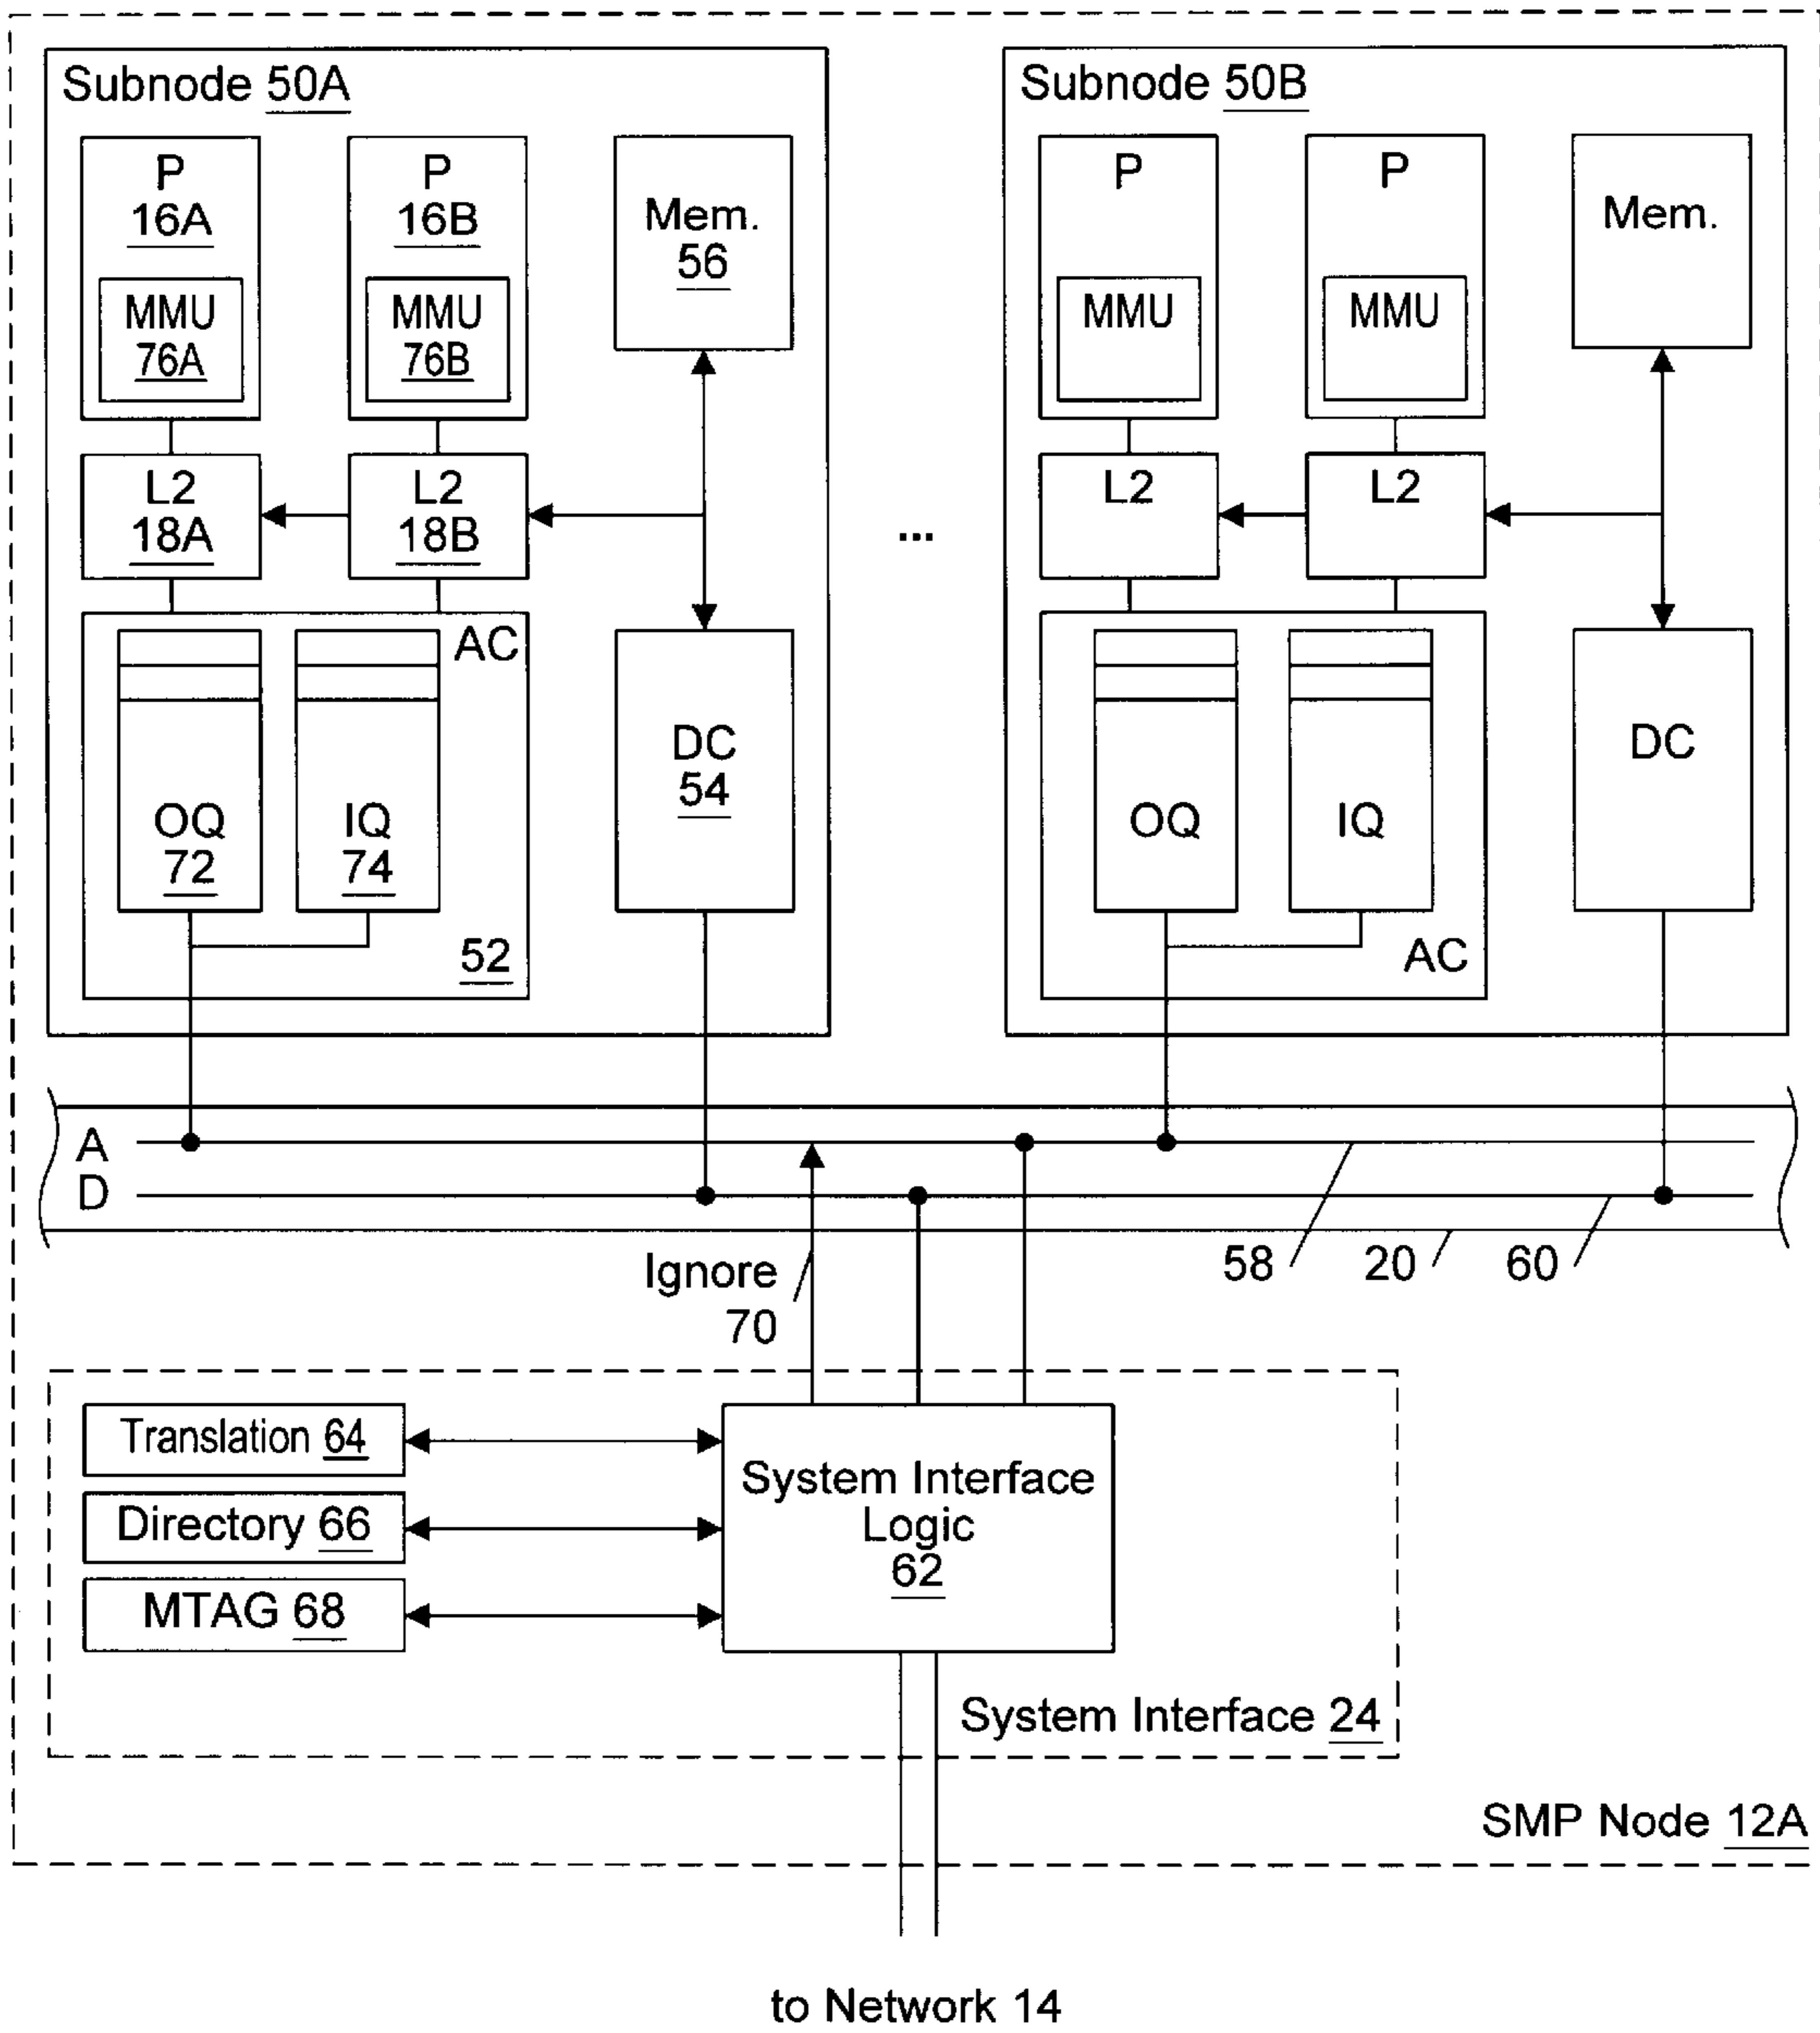 Subnode 50A
P
16A
MMU
76A
P
16B
MMU
76B
Mem.
56
L2
18A
L2
18B
AC
OQ
72
IQ
74
52
DC
54
...
Subnode 50B
P
MMU
P
MMU
Mem.
L2
L2
OQ
IQ
AC
DC
A
D
58
20
60
Ignore
70
Translation 64
Directory 66
MTAG 68
System Interface
Logic
62
System Interface 24
SMP Node 12A
to Network 14